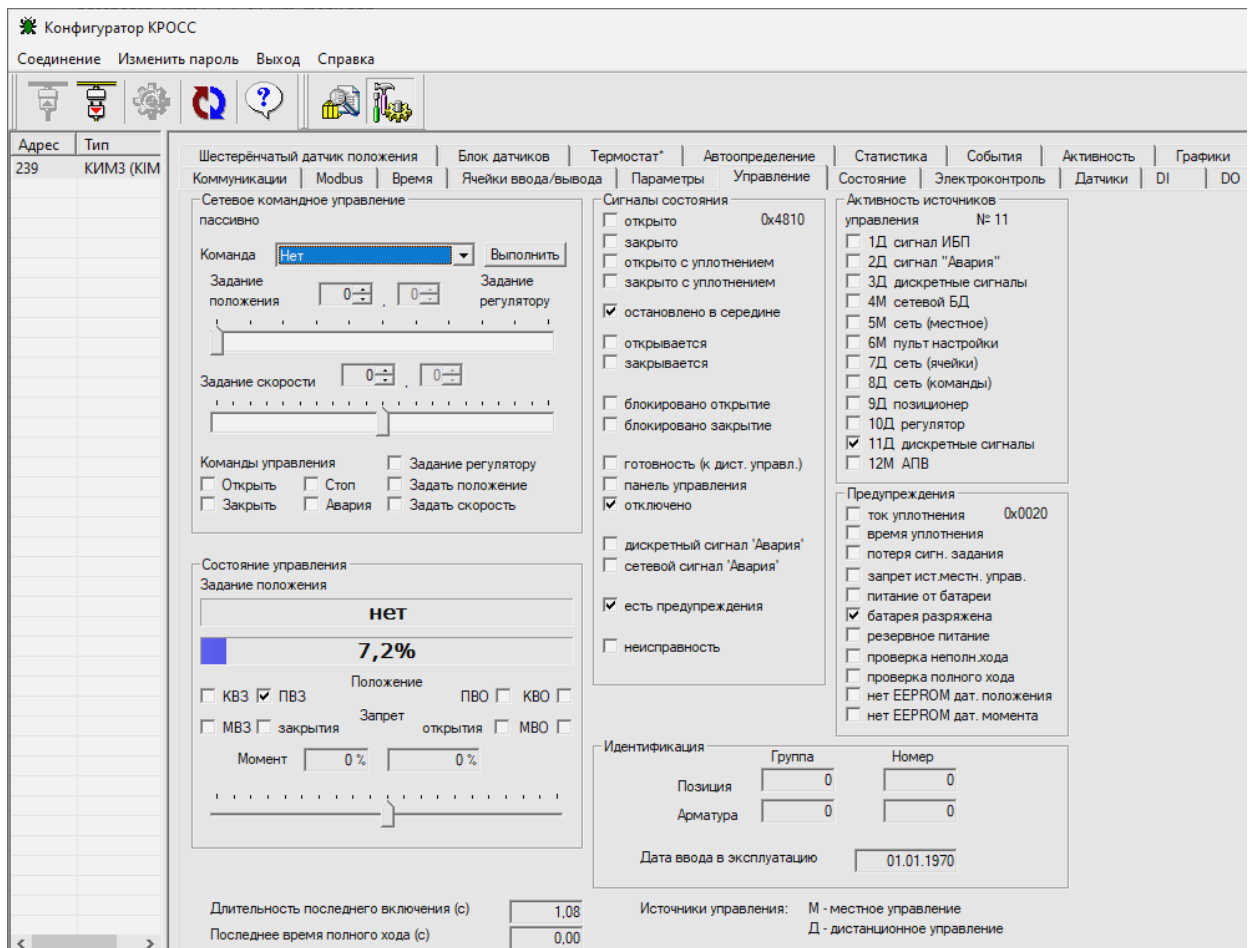 Конфигуратор КРОСС
Соединение Изменить пароль Выход Справка
Адрес Тип
239 КИМ3 (KIM
Шестерёнчатый датчик положения Блок датчиков Термостат* Автоопределение Статистика События Активность Графики
Коммуникации Modbus Время Ячейки ввода/вывода Параметры Управление Состояние Электроконтроль Датчики DI DO
Сетевое командное управление
пассивно
Команда Нет Выполнить
Задание положения 0 . 0 Задание регулятору
Задание скорости 0 . 0
Команды управления Задание регулятору
Открыть Стоп Задать положение
Закрыть Авария Задать скорость
Состояние управления
Задание положения
нет
7,2%
Положение
КВЗ ПВЗ ПВО КВО
Запрет
МВЗ закрытия открытия МВО
Момент 0 % 0 %
Длительность последнего включения (с) 1,08
Последнее время полного хода (с) 0,00
Сигналы состояния
открыто 0x4810
закрыто
открыто с уплотнением
закрыто с уплотнением
остановлено в середине
открывается
закрывается
блокировано открытие
блокировано закрытие
готовность (к дист. управл.)
панель управления
отключено
дискретный сигнал 'Авария'
сетевой сигнал 'Авария'
есть предупреждения
неисправность
Активность источников
управления № 11
1Д сигнал ИБП
2Д сигнал "Авария"
3Д дискретные сигналы
4М сетевой БД
5М сеть (местное)
6М пульт настройки
7Д сеть (ячейки)
8Д сеть (команды)
9Д позиционер
10Д регулятор
11Д дискретные сигналы
12М АПВ
Предупреждения
ток уплотнения 0x0020
время уплотнения
потеря сигн. задания
запрет ист.местн. управ.
питание от батареи
батарея разряжена
резервное питание
проверка неполн.хода
проверка полного хода
нет EEPROM дат. положения
нет EEPROM дат. момента
Идентификация
Группа Номер
Позиция 0 0
Арматура 0 0
Дата ввода в эксплуатацию 01.01.1970
Источники управления: М - местное управление
Д - дистанционное управление